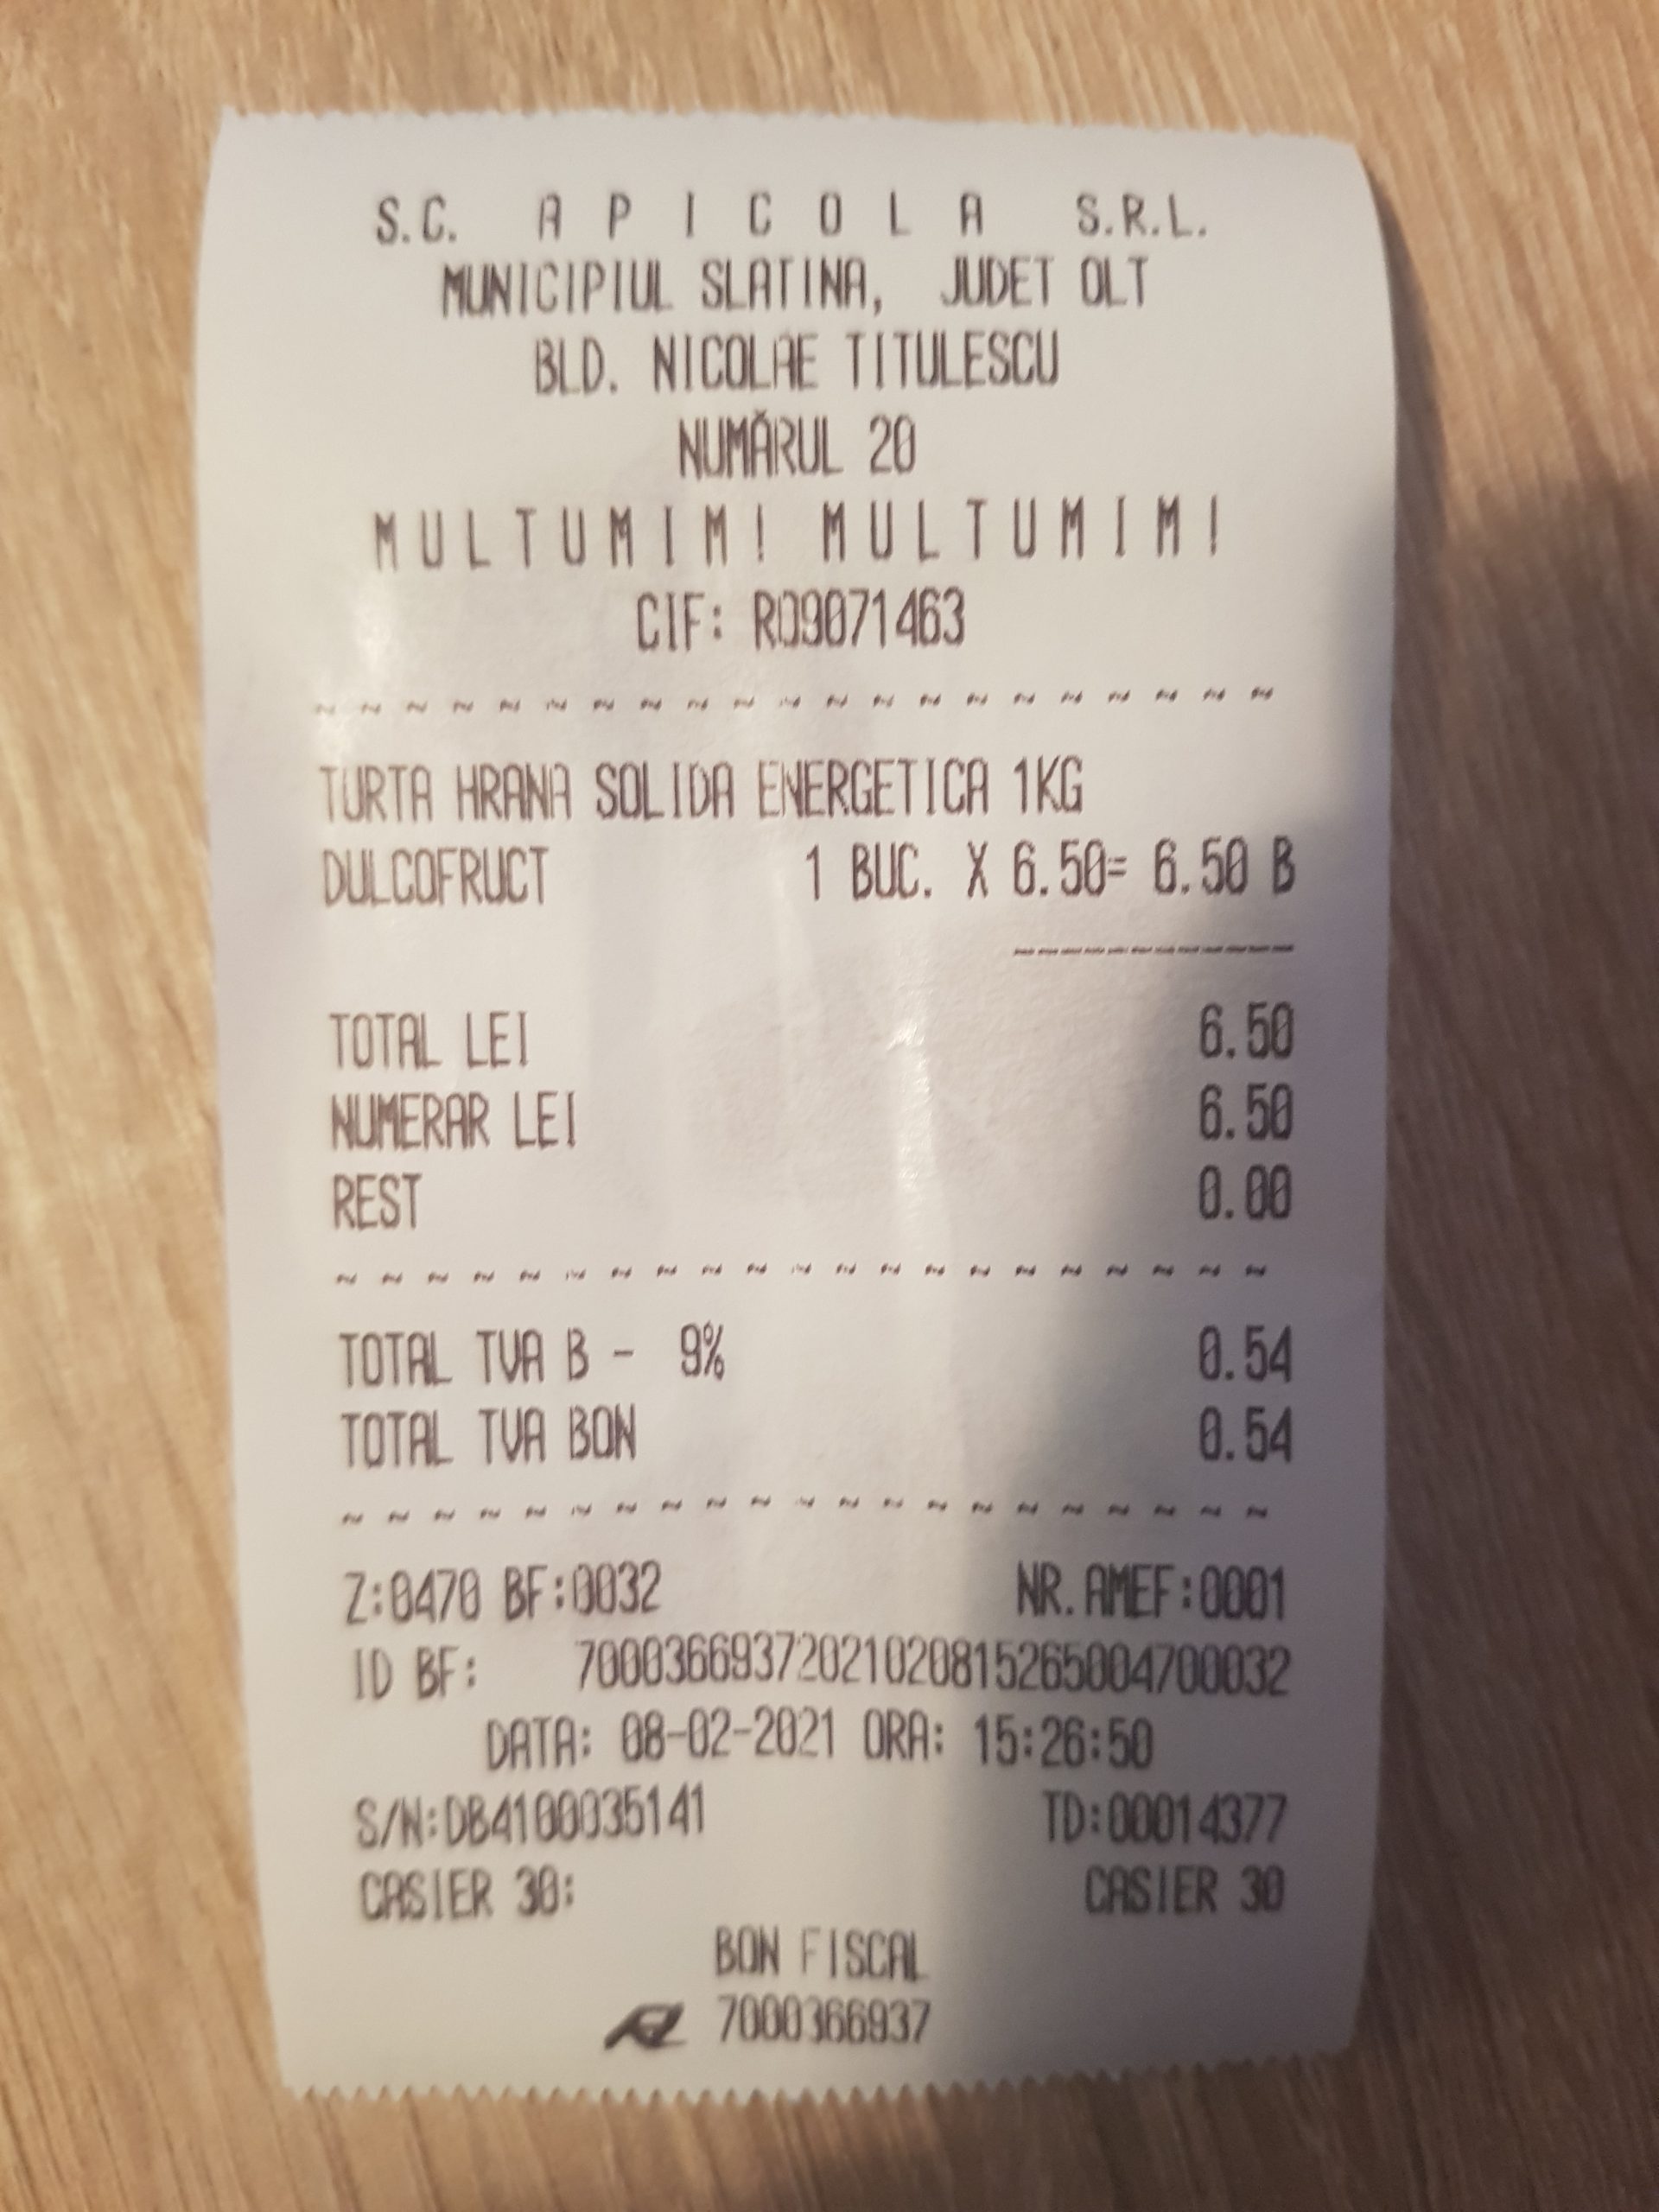 S.C. A P I C O L A S.R.L.
MUNICIPIUL SLATINA, JUDET OLT
BLD. NICOLAE TITULESCU
NUMĂRUL 20
M U L T U M I M ! M U L T U M I M !
CIF: RO9071463
~ ~ ~ ~ ~ ~ ~ ~ ~ ~ ~ ~ ~ ~ ~ ~ ~ ~ ~ ~ ~
TURTA HRANA SOLIDA ENERGETICA 1KG
DULCOFRUCT 1 BUC. X 6.50= 6.50 B
------------
TOTAL LEI 6.50
NUMERAR LEI 6.50
REST 0.00
~ ~ ~ ~ ~ ~ ~ ~ ~ ~ ~ ~ ~ ~ ~ ~ ~ ~ ~ ~ ~
TOTAL TVA B - 9% 0.54
TOTAL TVA BON 0.54
~ ~ ~ ~ ~ ~ ~ ~ ~ ~ ~ ~ ~ ~ ~ ~ ~ ~ ~ ~ ~
Z:0470 BF:0032 NR.AMEF:0001
ID BF: 70003669372021020815265004700032
DATA: 08-02-2021 ORA: 15:26:50
S/N:DB4100035141 TD:00014377
CASIER 30: CASIER 30
BON FISCAL
7000366937